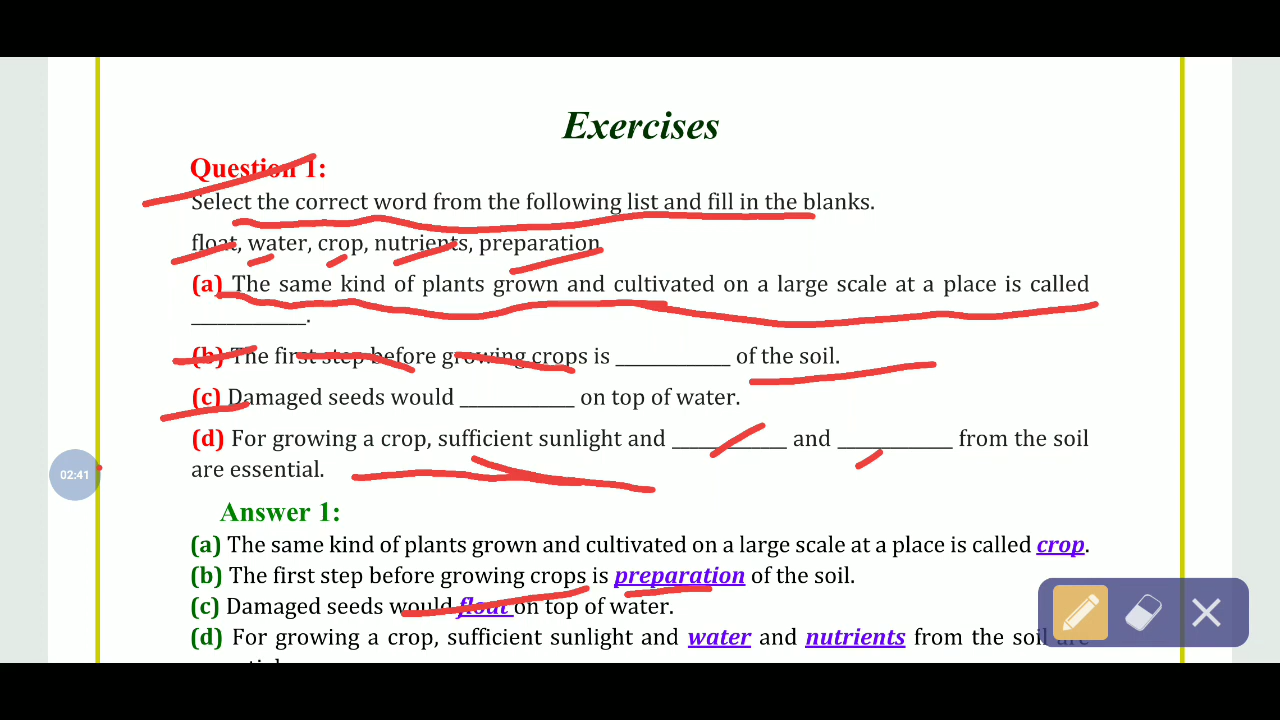 Exercises
Question 1:
Select the correct word from the following list and fill in the blanks.
float, water, crop, nutrients, preparation
(a) The same kind of plants grown and cultivated on a large scale at a place is called
____________.
(b) The first step before growing crops is ____________ of the soil.
(c) Damaged seeds would ____________ on top of water.
(d) For growing a crop, sufficient sunlight and ____________ and ____________ from the soil
are essential.
02:41
Answer 1:
(a) The same kind of plants grown and cultivated on a large scale at a place is called crop.
(b) The first step before growing crops is preparation of the soil.
(c) Damaged seeds would float on top of water.
(d) For growing a crop, sufficient sunlight and water and nutrients from the soil are